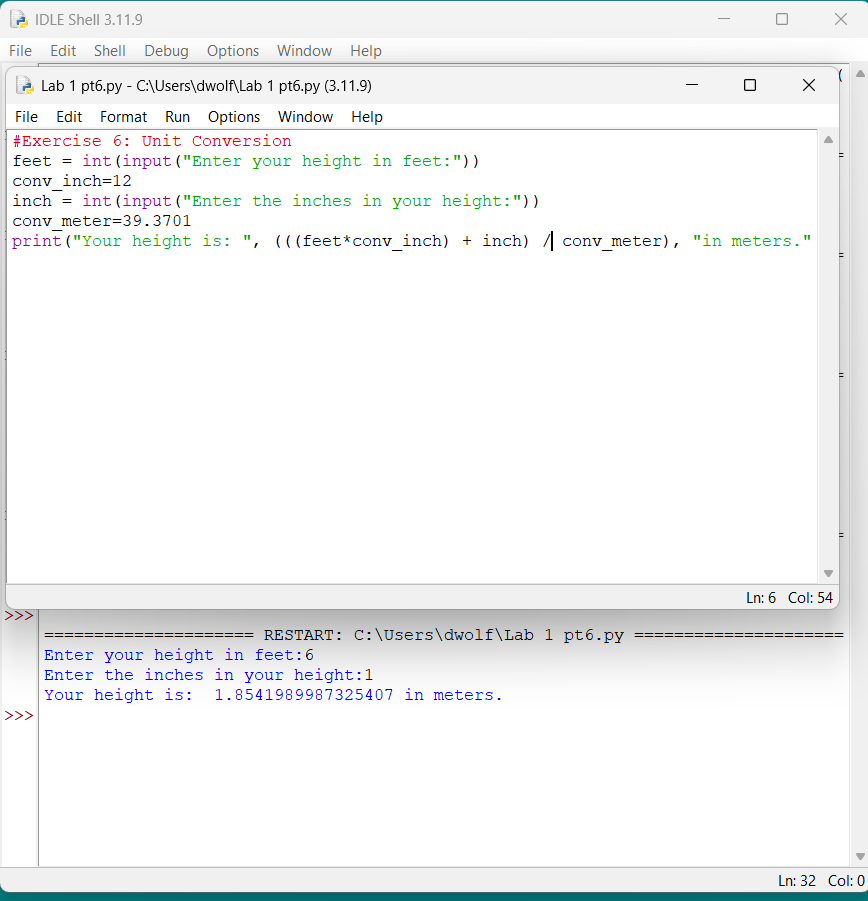 IDLE Shell 3.11.9
File Edit Shell Debug Options Window Help
Lab 1 pt6.py - C:\Users\dwolf\Lab 1 pt6.py (3.11.9)
File Edit Format Run Options Window Help
#Exercise 6: Unit Conversion
feet = int(input("Enter your height in feet:"))
conv_inch=12
inch = int(input("Enter the inches in your height:"))
conv_meter=39.3701
print("Your height is: ", (((feet*conv_inch) + inch) / conv_meter), "in meters."
Ln: 6 Col: 54
>>>
===================== RESTART: C:\Users\dwolf\Lab 1 pt6.py =====================
Enter your height in feet:6
Enter the inches in your height:1
Your height is:  1.8541989987325407 in meters.
>>>
Ln: 32 Col: 0